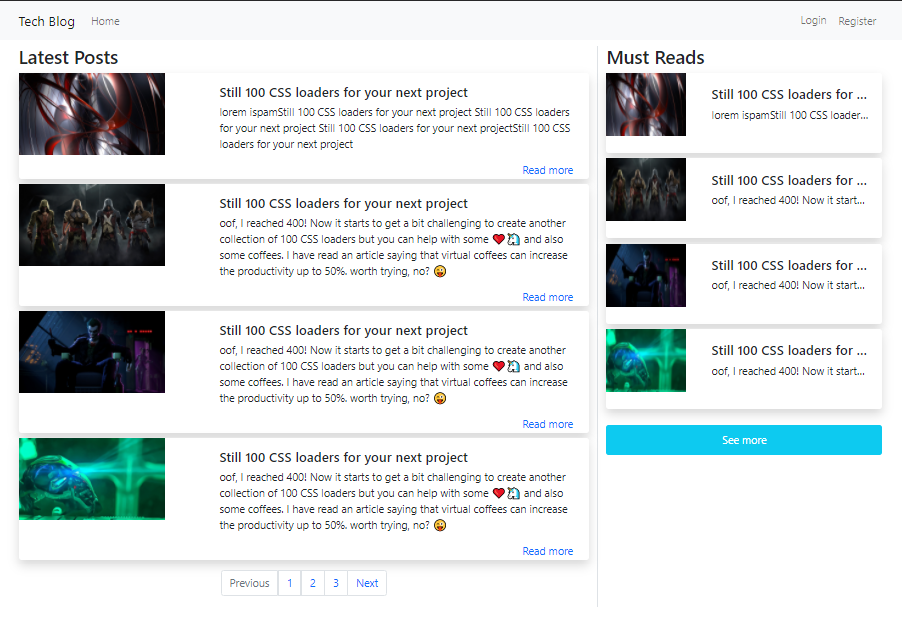 Tech Blog Home Login Register
Latest Posts
Still 100 CSS loaders for your next project
lorem ispamStill 100 CSS loaders for your next project Still 100 CSS loaders
for your next project Still 100 CSS loaders for your next projectStill 100 CSS
loaders for your next project
Read more
Still 100 CSS loaders for your next project
oof, I reached 400! Now it starts to get a bit challenging to create another
collection of 100 CSS loaders but you can help with some ❤️🦄 and also
some coffees. I have read an article saying that virtual coffees can increase
the productivity up to 50%. worth trying, no? 😀
Read more
Still 100 CSS loaders for your next project
oof, I reached 400! Now it starts to get a bit challenging to create another
collection of 100 CSS loaders but you can help with some ❤️🦄 and also
some coffees. I have read an article saying that virtual coffees can increase
the productivity up to 50%. worth trying, no? 😀
Read more
Still 100 CSS loaders for your next project
oof, I reached 400! Now it starts to get a bit challenging to create another
collection of 100 CSS loaders but you can help with some ❤️🦄 and also
some coffees. I have read an article saying that virtual coffees can increase
the productivity up to 50%. worth trying, no? 😀
Read more
Previous 1 2 3 Next
Must Reads
Still 100 CSS loaders for ...
lorem ispamStill 100 CSS loader...
Still 100 CSS loaders for ...
oof, I reached 400! Now it start...
Still 100 CSS loaders for ...
oof, I reached 400! Now it start...
Still 100 CSS loaders for ...
oof, I reached 400! Now it start...
See more